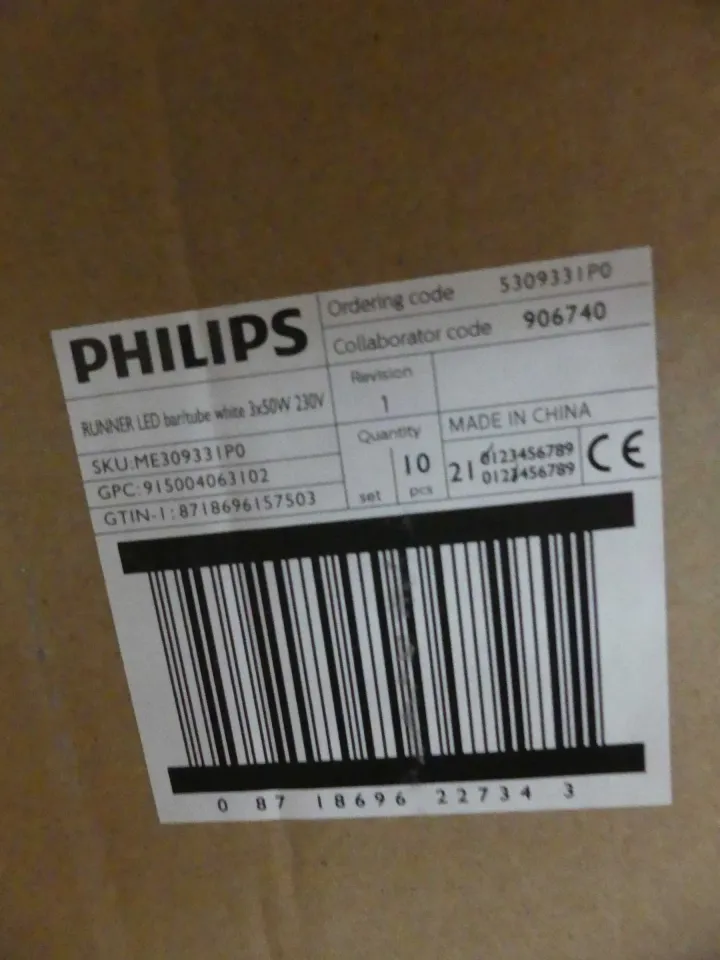 PHILIPS
Ordering code 5309331P0
Collaborator code 906740
RUNNER LED bar/tube white 3x50W 230V
Revision
1
SKU:ME309331P0
GPC:915004063102
GTIN-1:8718696157503
Quantity
set
10
pcs
MADE IN CHINA
21
0123456789
0123456789
CE
0 87 18696 22734 3